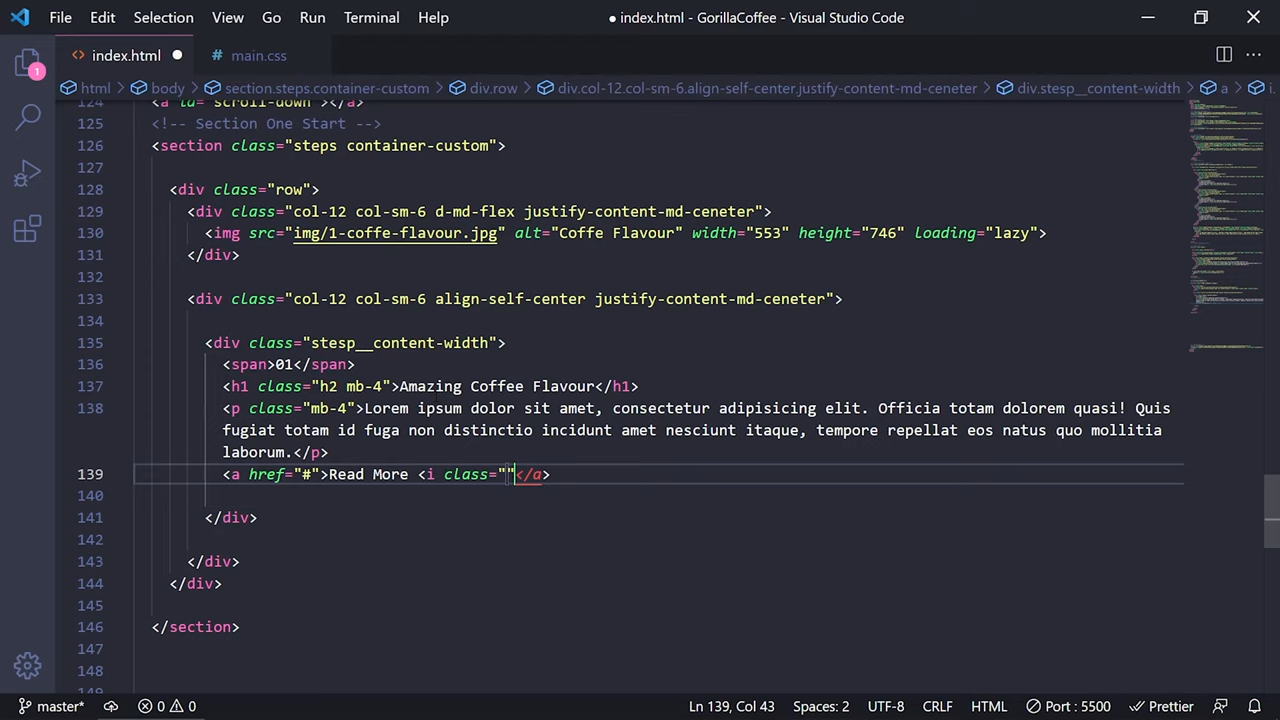 File Edit Selection View Go Run Terminal Help ● index.html - GorillaCoffee - Visual Studio Code
index.html # main.css
html body section.steps.container-custom div.row div.col-12.col-sm-6.align-self-center.justify-content-md-ceneter div.stesp__content-width a i.
1
124 <a id="scroll-down"></a>
125 <!-- Section One Start -->
126 <section class="steps container-custom">
127
128 <div class="row">
129 <div class="col-12 col-sm-6 d-md-flex justify-content-md-ceneter">
130 <img src="img/1-coffe-flavour.jpg" alt="Coffe Flavour" width="553" height="746" loading="lazy">
131 </div>
132
133 <div class="col-12 col-sm-6 align-self-center justify-content-md-ceneter">
134
135 <div class="stesp__content-width">
136 <span>01</span>
137 <h1 class="h2 mb-4">Amazing Coffee Flavour</h1>
138 <p class="mb-4">Lorem ipsum dolor sit amet, consectetur adipisicing elit. Officia totam dolorem quasi! Quis
fugiat totam id fuga non distinctio incidunt amet nesciunt itaque, tempore repellat eos natus quo mollitia
laborum.</p>
139 <a href="#">Read More <i class=""</a>
140
141 </div>
142
143 </div>
144 </div>
145
146 </section>
147
148
149
master* 0 0 Ln 139, Col 43 Spaces: 2 UTF-8 CRLF HTML Port : 5500 Prettier